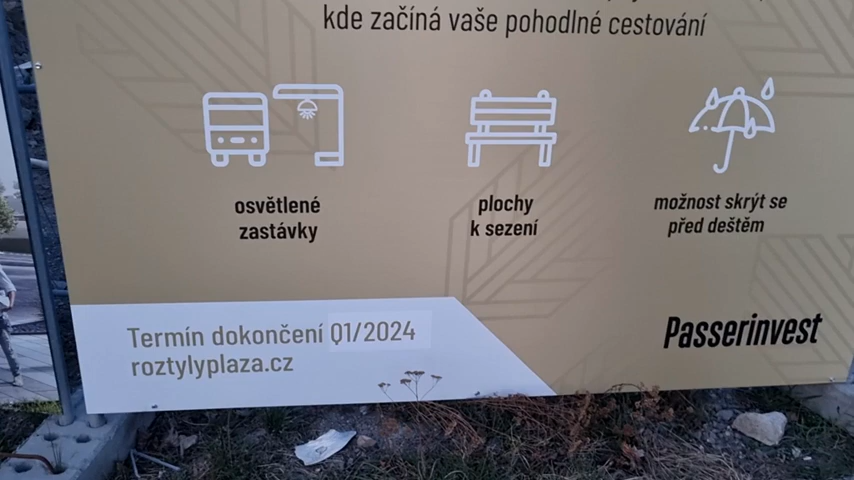 kde začíná vaše pohodlné cestování
osvětlené
zastávky
plochy
k sezení
možnost skrýt se
před deštěm
Termín dokončení Q1/2024
roztylyplaza.cz
Passerinvest